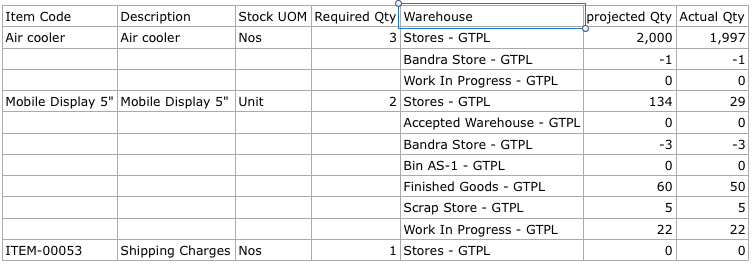 Item Code Description Stock UOM Required Qty Warehouse projected Qty Actual Qty
Air cooler Air cooler Nos 3 Stores - GTPL 2,000 1,997
Bandra Store - GTPL -1 -1
Work In Progress - GTPL 0 0
Mobile Display 5" Mobile Display 5" Unit 2 Stores - GTPL 134 29
Accepted Warehouse - GTPL 0 0
Bandra Store - GTPL -3 -3
Bin AS-1 - GTPL 0 0
Finished Goods - GTPL 60 50
Scrap Store - GTPL 5 5
Work In Progress - GTPL 22 22
ITEM-00053 Shipping Charges Nos 1 Stores - GTPL 0 0